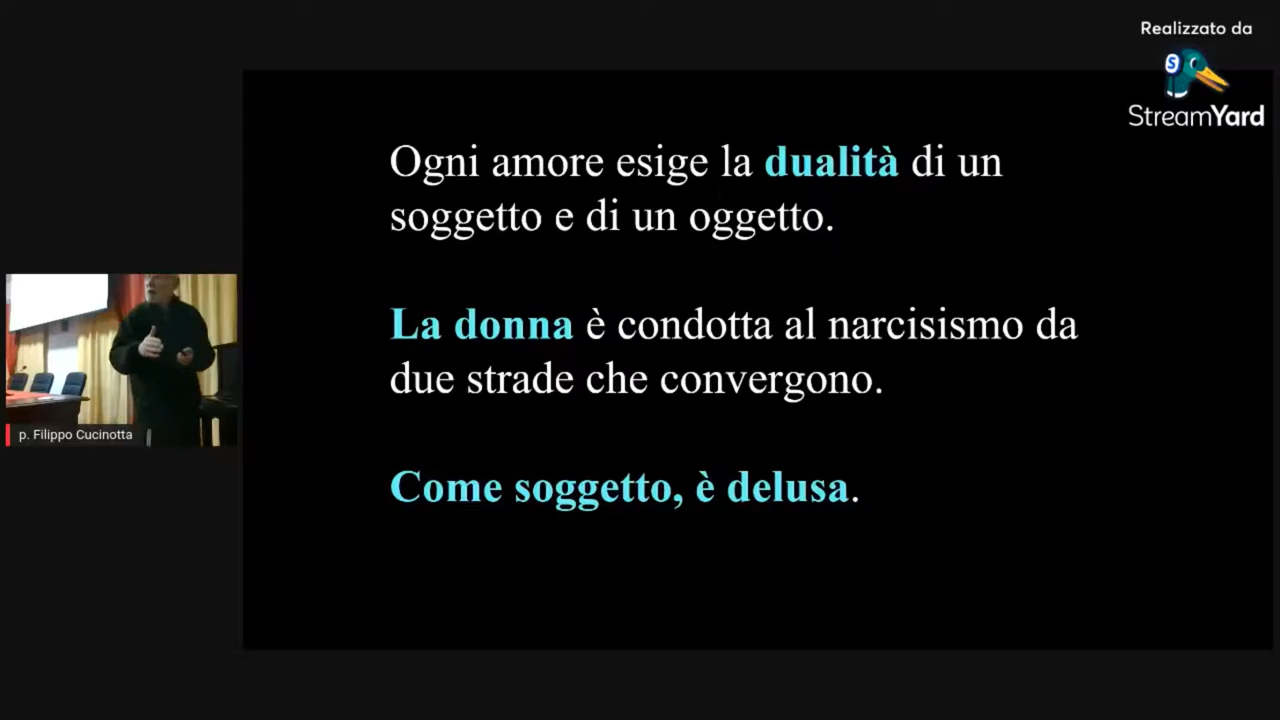 Realizzato da
S
StreamYard
Ogni amore esige la dualità di un
soggetto e di un oggetto.
La donna è condotta al narcisismo da
due strade che convergono.
Come soggetto, è delusa.
p. Filippo Cucinotta